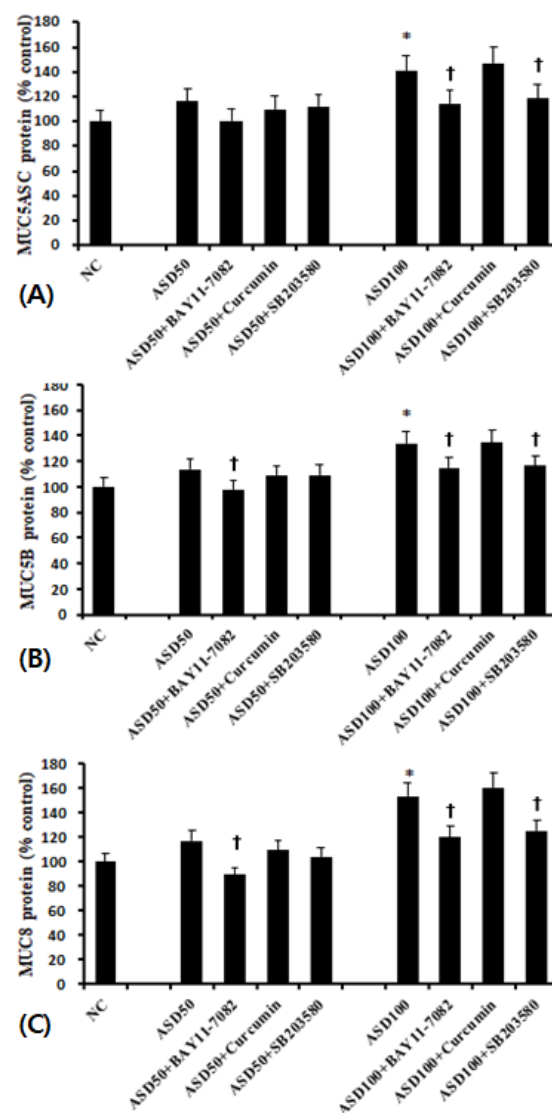 MUC5ASC protein (% control)
180
160
140
120
100
80
60
40
20
0
*
†
†
NC
ASD50
ASD50+BAY11-7082
ASD50+Curcumin
ASD50+SB203580
ASD100
ASD100+BAY11-7082
ASD100+Curcumin
ASD100+SB203580
(A)
MUC5B protein (% control)
180
160
140
120
100
80
60
40
20
0
†
*
†
†
NC
ASD50
ASD50+BAY11-7082
ASD50+Curcumin
ASD50+SB203580
ASD100
ASD100+BAY11-7082
ASD100+Curcumin
ASD100+SB203580
(B)
MUC8 protein (% control)
180
160
140
120
100
80
60
40
20
0
†
*
†
†
NC
ASD50
ASD50+BAY11-7082
ASD50+Curcumin
ASD50+SB203580
ASD100
ASD100+BAY11-7082
ASD100+Curcumin
ASD100+SB203580
(C)